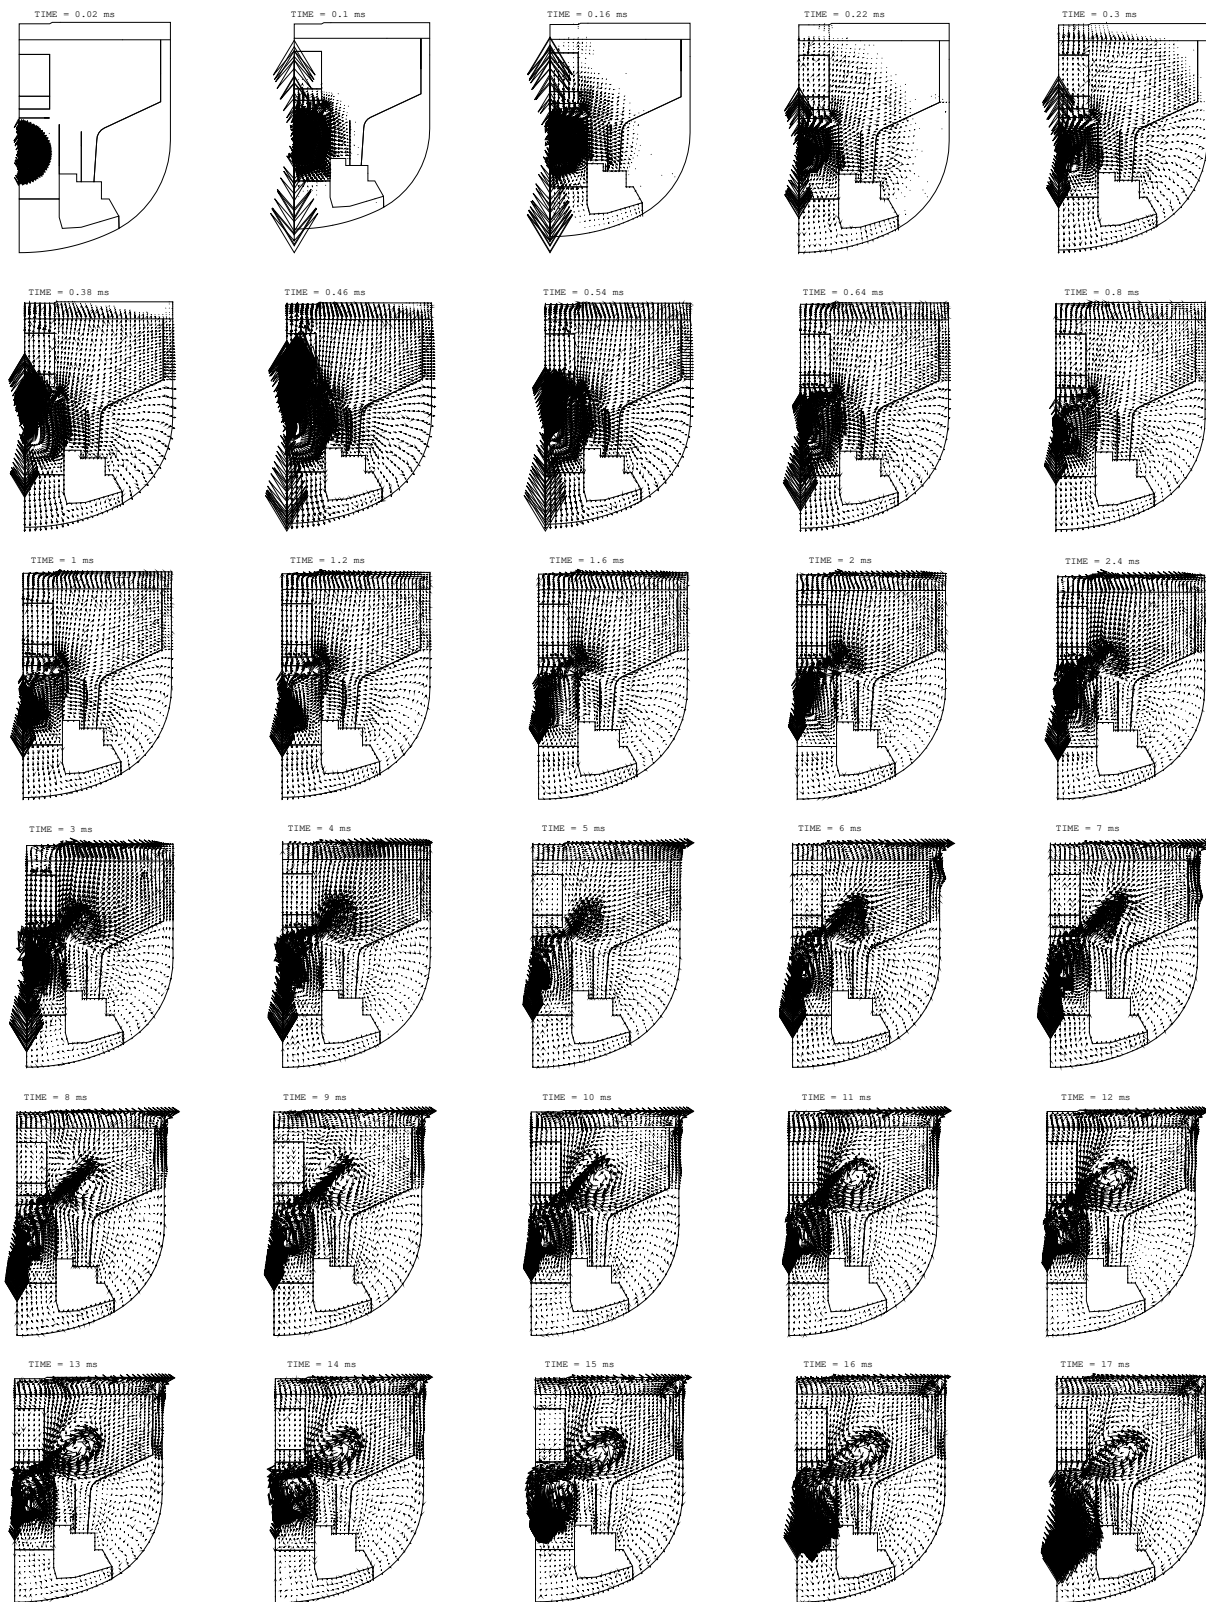 TIME = 0.02 ms
TIME = 0.1 ms
TIME = 0.16 ms
TIME = 0.22 ms
TIME = 0.3 ms
TIME = 0.38 ms
TIME = 0.46 ms
TIME = 0.54 ms
TIME = 0.64 ms
TIME = 0.8 ms
TIME = 1 ms
TIME = 1.2 ms
TIME = 1.6 ms
TIME = 2 ms
TIME = 2.4 ms
TIME = 3 ms
TIME = 4 ms
TIME = 5 ms
TIME = 6 ms
TIME = 7 ms
TIME = 8 ms
TIME = 9 ms
TIME = 10 ms
TIME = 11 ms
TIME = 12 ms
TIME = 13 ms
TIME = 14 ms
TIME = 15 ms
TIME = 16 ms
TIME = 17 ms